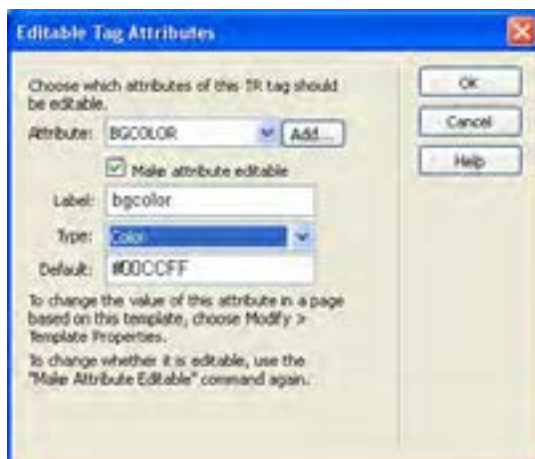 Editable Tag Attributes
Choose which attributes of this TR tag should
be editable.
Attribute: BGCOLOR Add...
Make attribute editable
Label: bgcolor
Type: Color
Default: #00CCFF
To change the value of this attribute in a page
based on this template, choose Modify >
Template Properties.
To change whether it is editable, use the
"Make Attribute Editable" command again.
OK
Cancel
Help